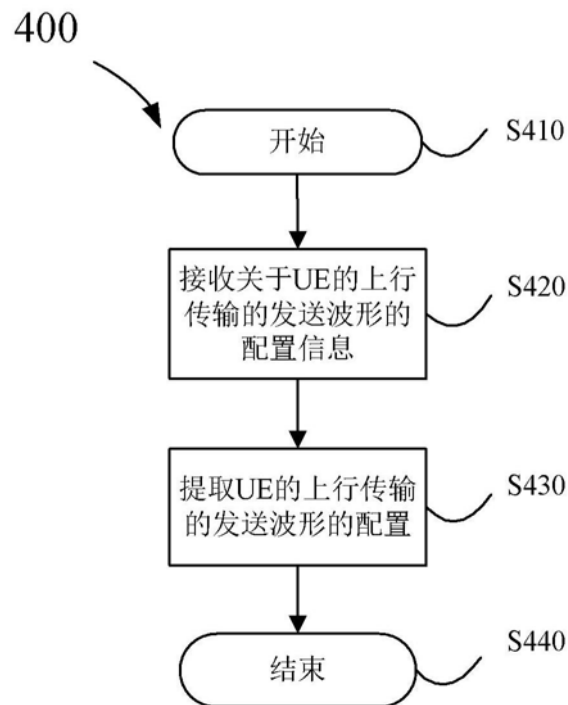 400
开始
S410
接收关于UE的上行
传输的发送波形的
配置信息
S420
提取UE的上行传输
的发送波形的配置
S430
结束
S440